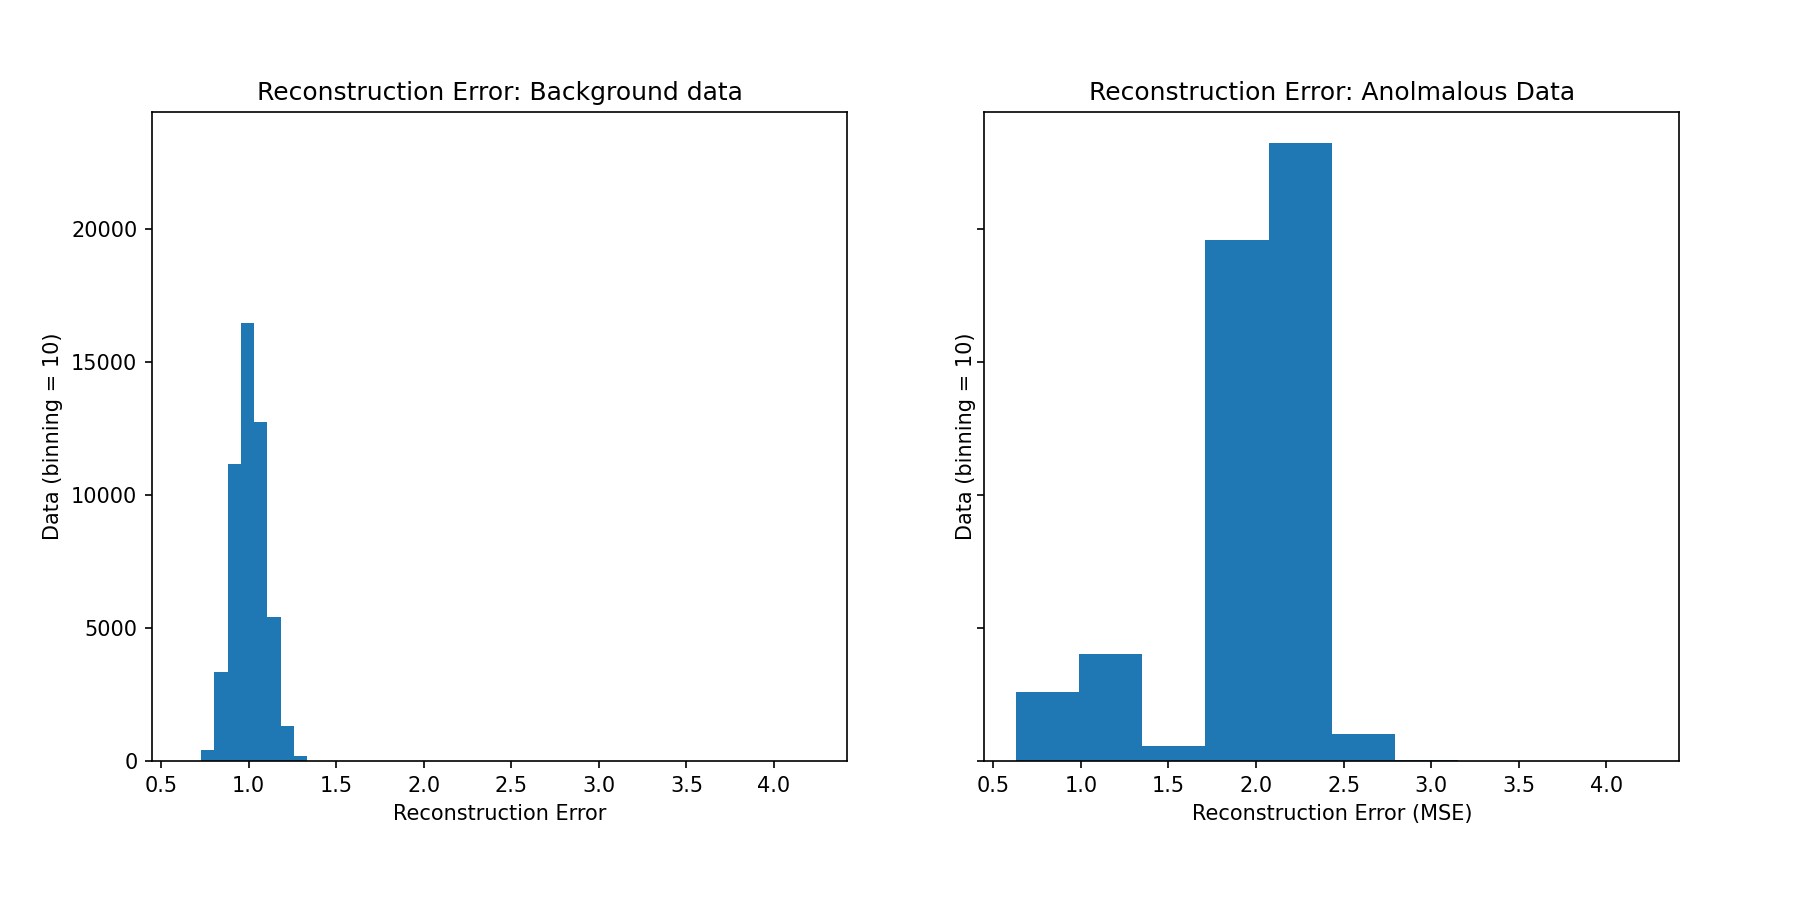 Reconstruction Error: Background data
Data (binning = 10)
20000
15000
10000
5000
0
0.5 1.0 1.5 2.0 2.5 3.0 3.5 4.0
Reconstruction Error
Reconstruction Error: Anolmalous Data
Data (binning = 10)
0.5 1.0 1.5 2.0 2.5 3.0 3.5 4.0
Reconstruction Error (MSE)